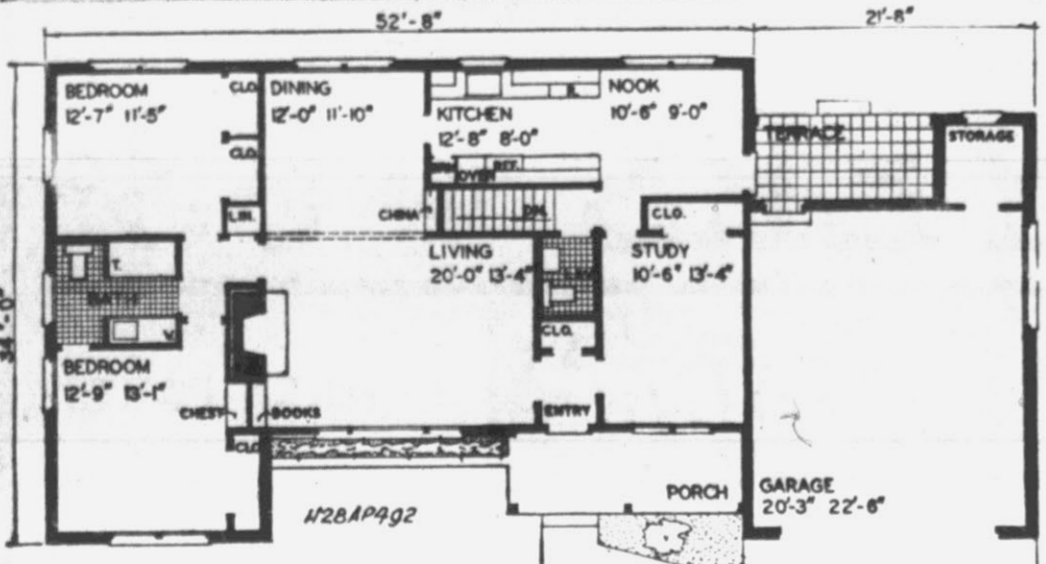 52'-8"
21'-8"
34'-0"
BEDROOM
12'-7" 11'-5"
CLO.
CLO.
LIN.
DINING
12'-0" 11'-10"
KITCHEN
12'-8" 8'-0"
OVEN
REF.
R.
NOOK
10'-6" 9'-0"
TERRACE
STORAGE
CHINA
DN.
CLO.
LIVING
20'-0" 13'-4"
LAV.
STUDY
10'-6" 13'-4"
T.
BATH
V.
CLO.
BEDROOM
12'-9" 13'-1"
CHEST
BOOKS
ENTRY
CLO.
PORCH
GARAGE
20'-3" 22'-6"
N28AP492